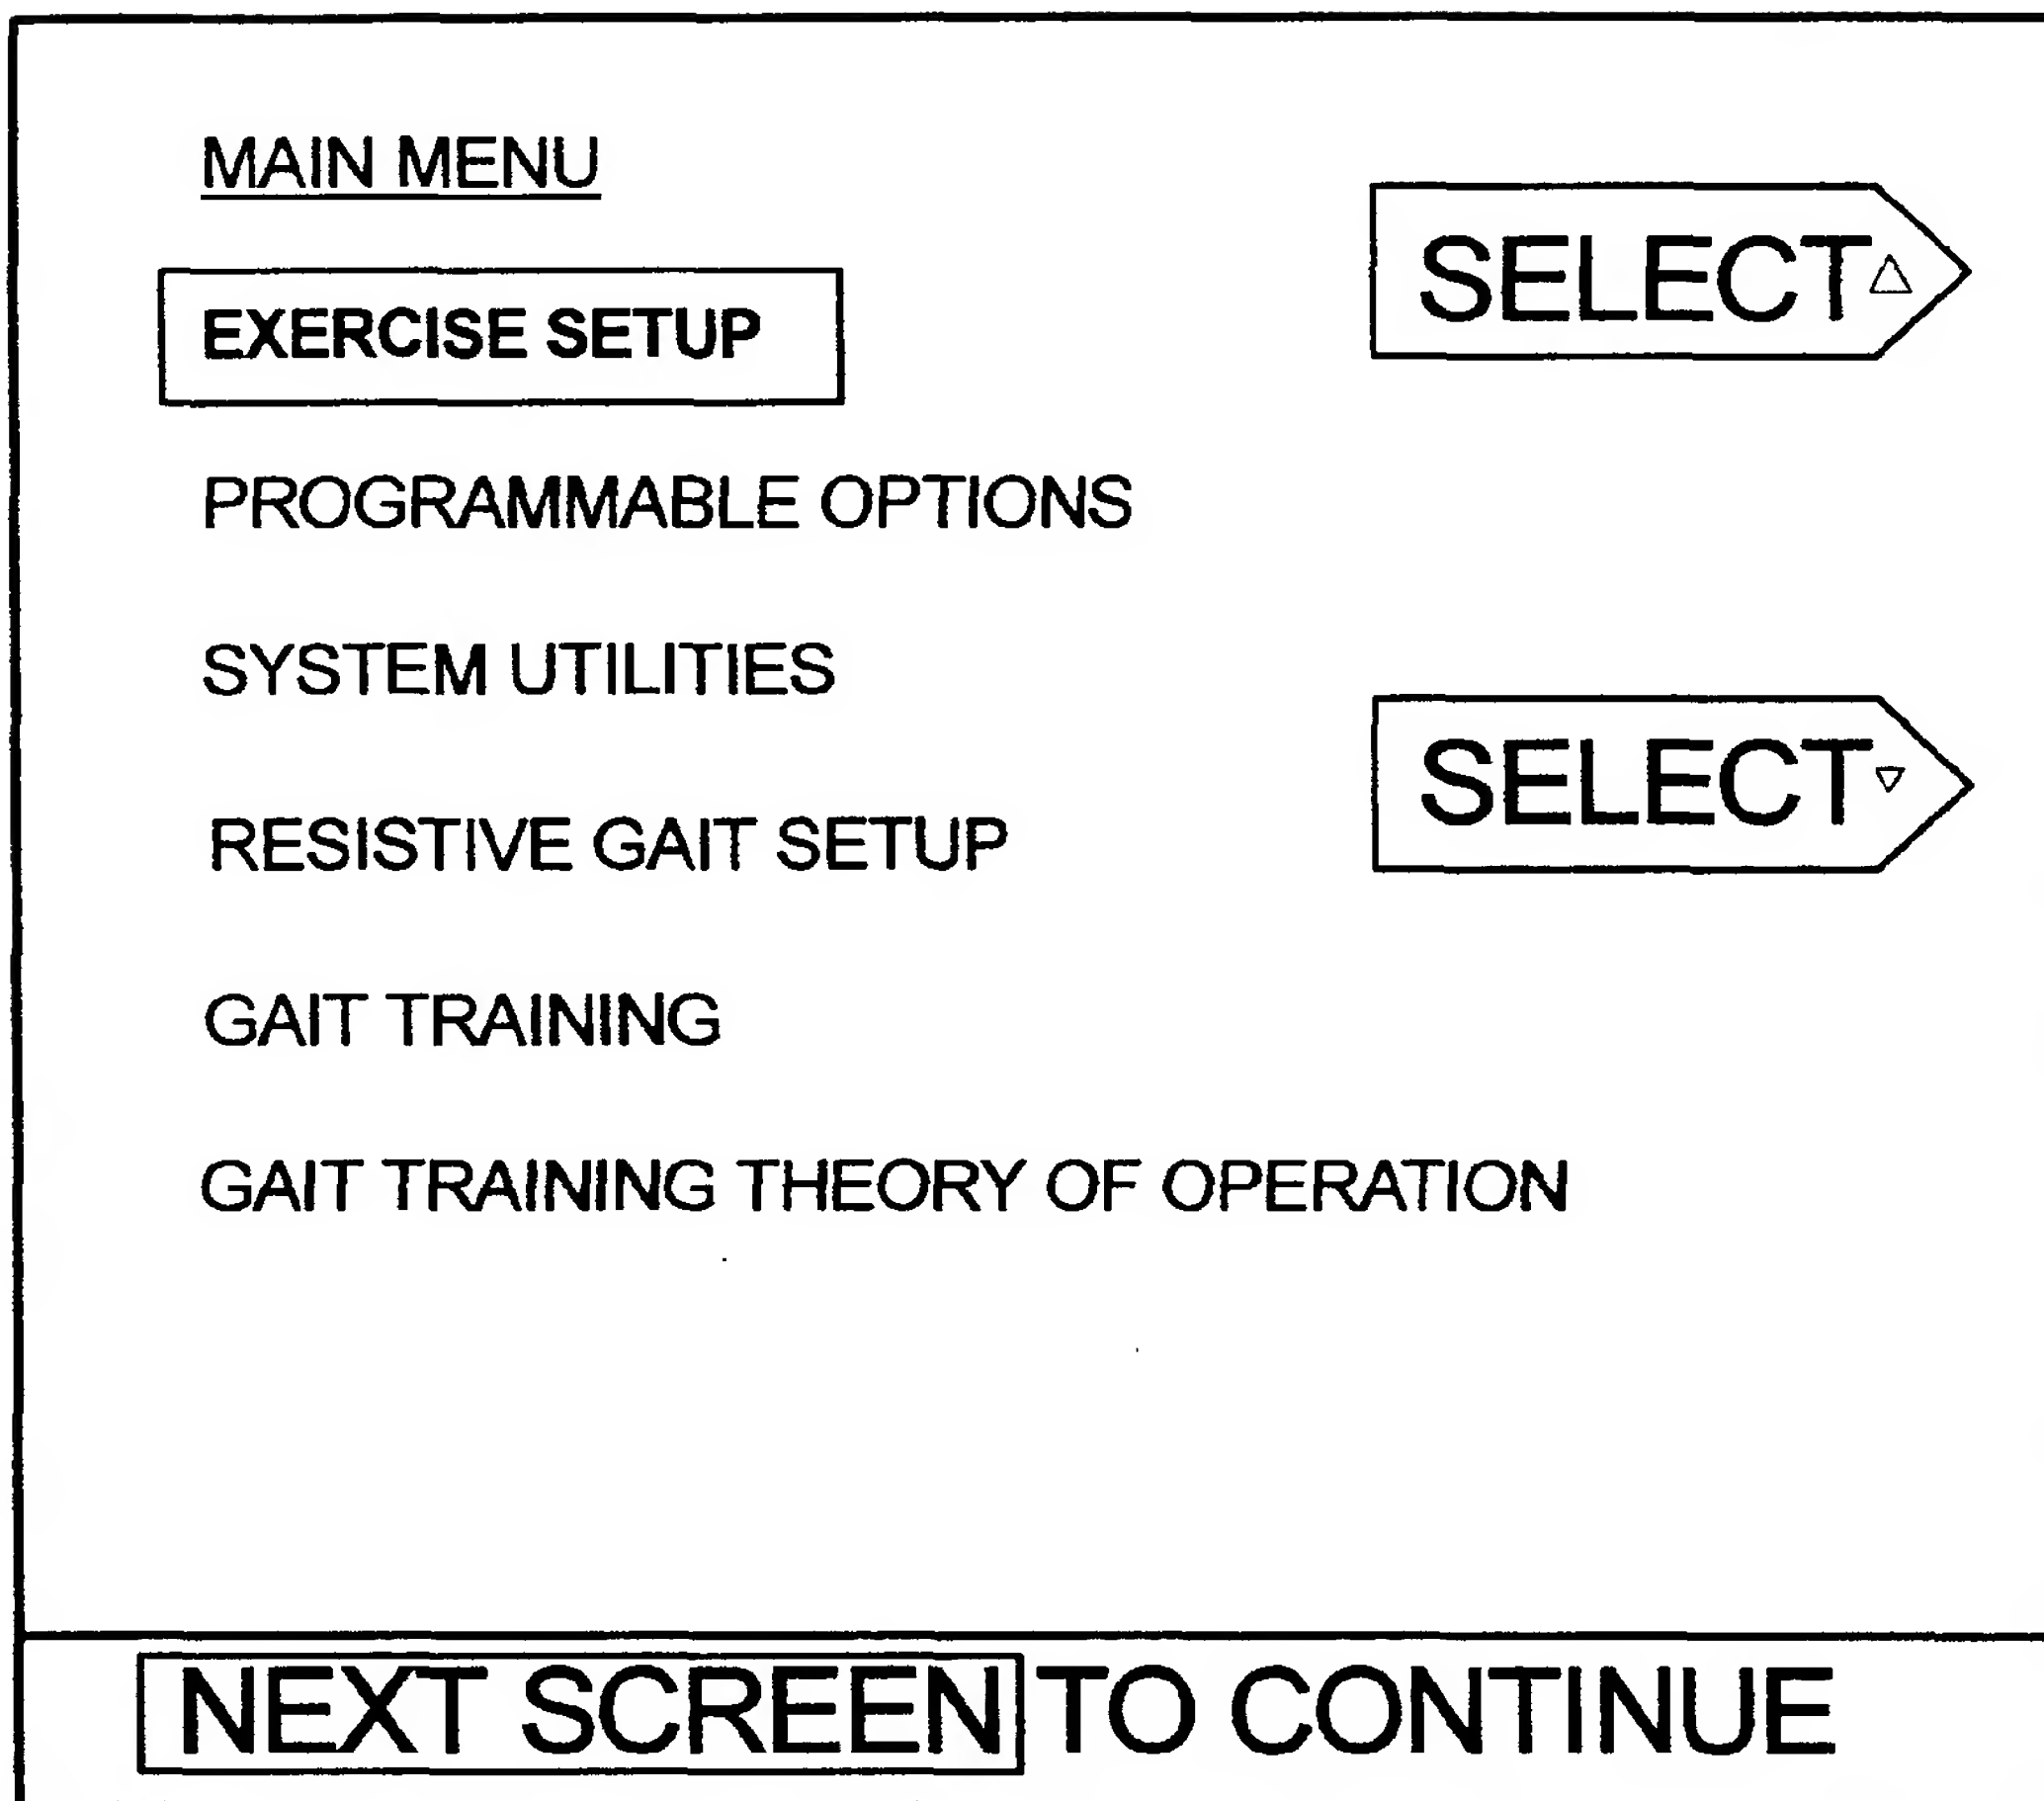 MAIN MENU
EXERCISE SETUP
SELECT△
PROGRAMMABLE OPTIONS
SYSTEM UTILITIES
SELECT▽
RESISTIVE GAIT SETUP
GAIT TRAINING
GAIT TRAINING THEORY OF OPERATION
NEXT SCREEN TO CONTINUE